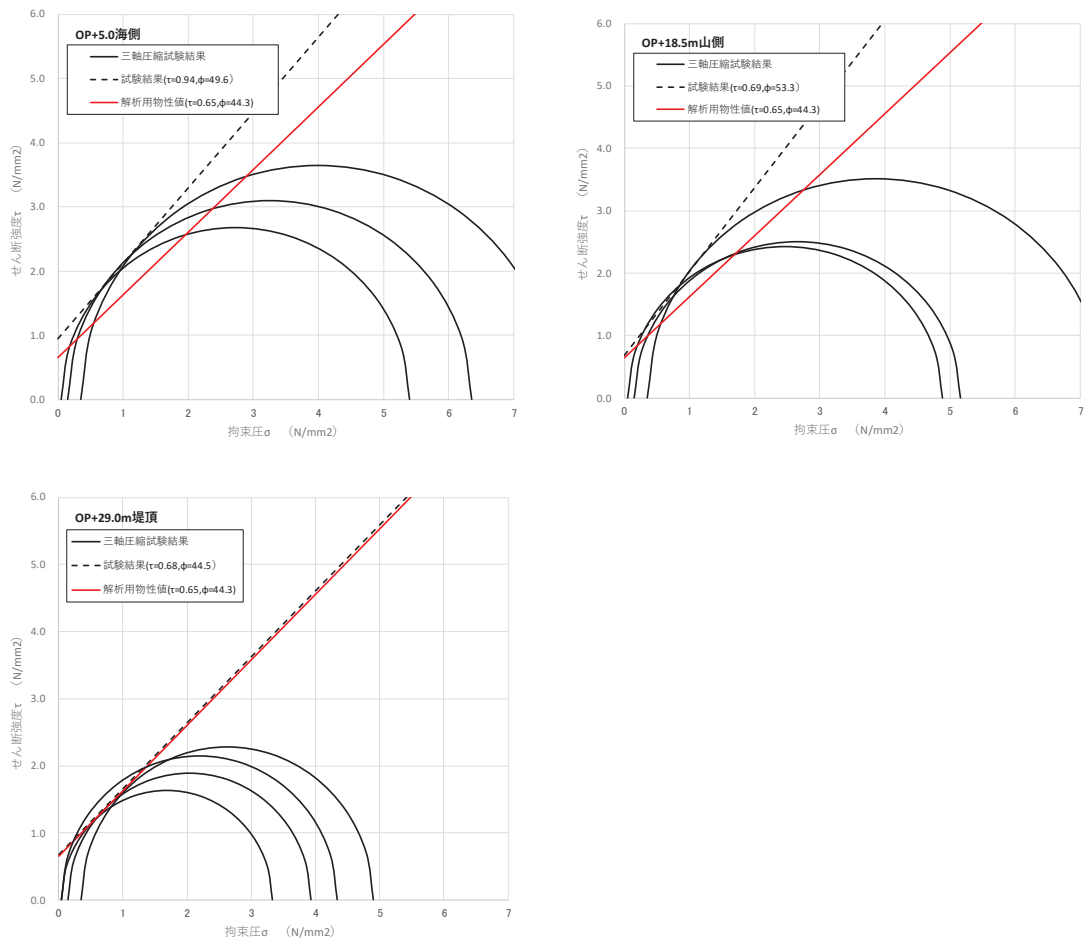 OP+5.0海側
三軸圧縮試験結果
試験結果(τ=0.94,ϕ=49.6)
解析用物性値(τ=0.65,ϕ=44.3)
6.0
5.0
4.0
3.0
2.0
1.0
0.0
せん断強度τ (N/mm2)
0 1 2 3 4 5 6 7
拘束圧σ (N/mm2)
OP+18.5m山側
三軸圧縮試験結果
試験結果(τ=0.69,ϕ=53.3)
解析用物性値(τ=0.65,ϕ=44.3)
6.0
5.0
4.0
3.0
2.0
1.0
0.0
せん断強度τ (N/mm2)
0 1 2 3 4 5 6 7
拘束圧σ (N/mm2)
OP+29.0m堤頂
三軸圧縮試験結果
試験結果(τ=0.68,ϕ=44.5)
解析用物性値(τ=0.65,ϕ=44.3)
6.0
5.0
4.0
3.0
2.0
1.0
0.0
せん断強度τ (N/mm2)
0 1 2 3 4 5 6 7
拘束圧σ (N/mm2)